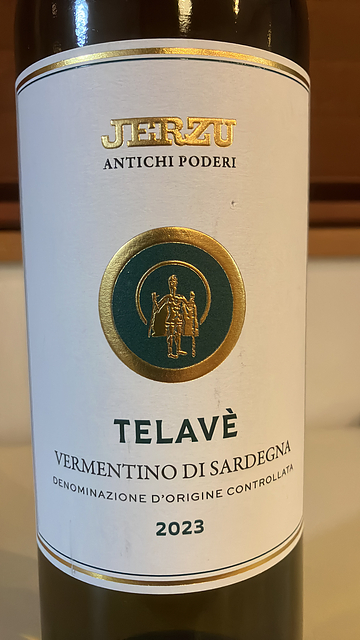 JERZU
ANTICHI PODERI
TELAVÈ
VERMENTINO DI SARDEGNA
DENOMINAZIONE D'ORIGINE CONTROLLATA
2023